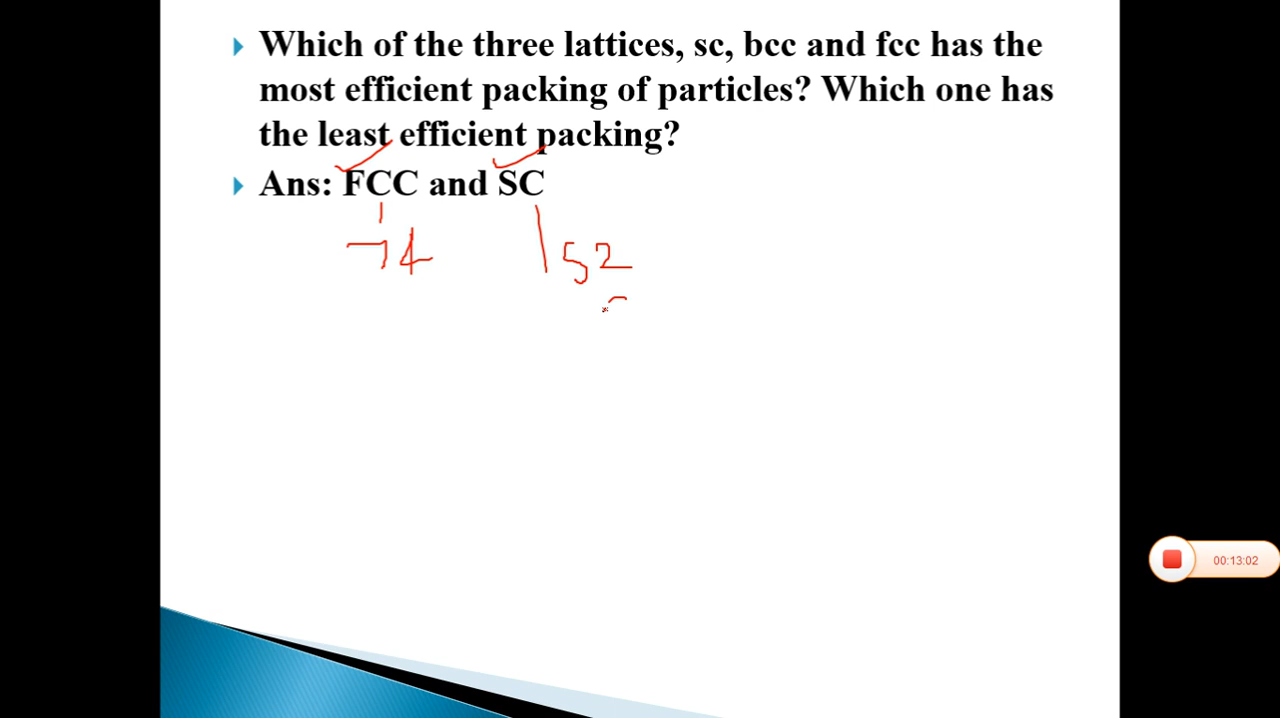 Which of the three lattices, sc, bcc and fcc has the
most efficient packing of particles? Which one has
the least efficient packing?
Ans: FCC and SC
74 52
00:13:02